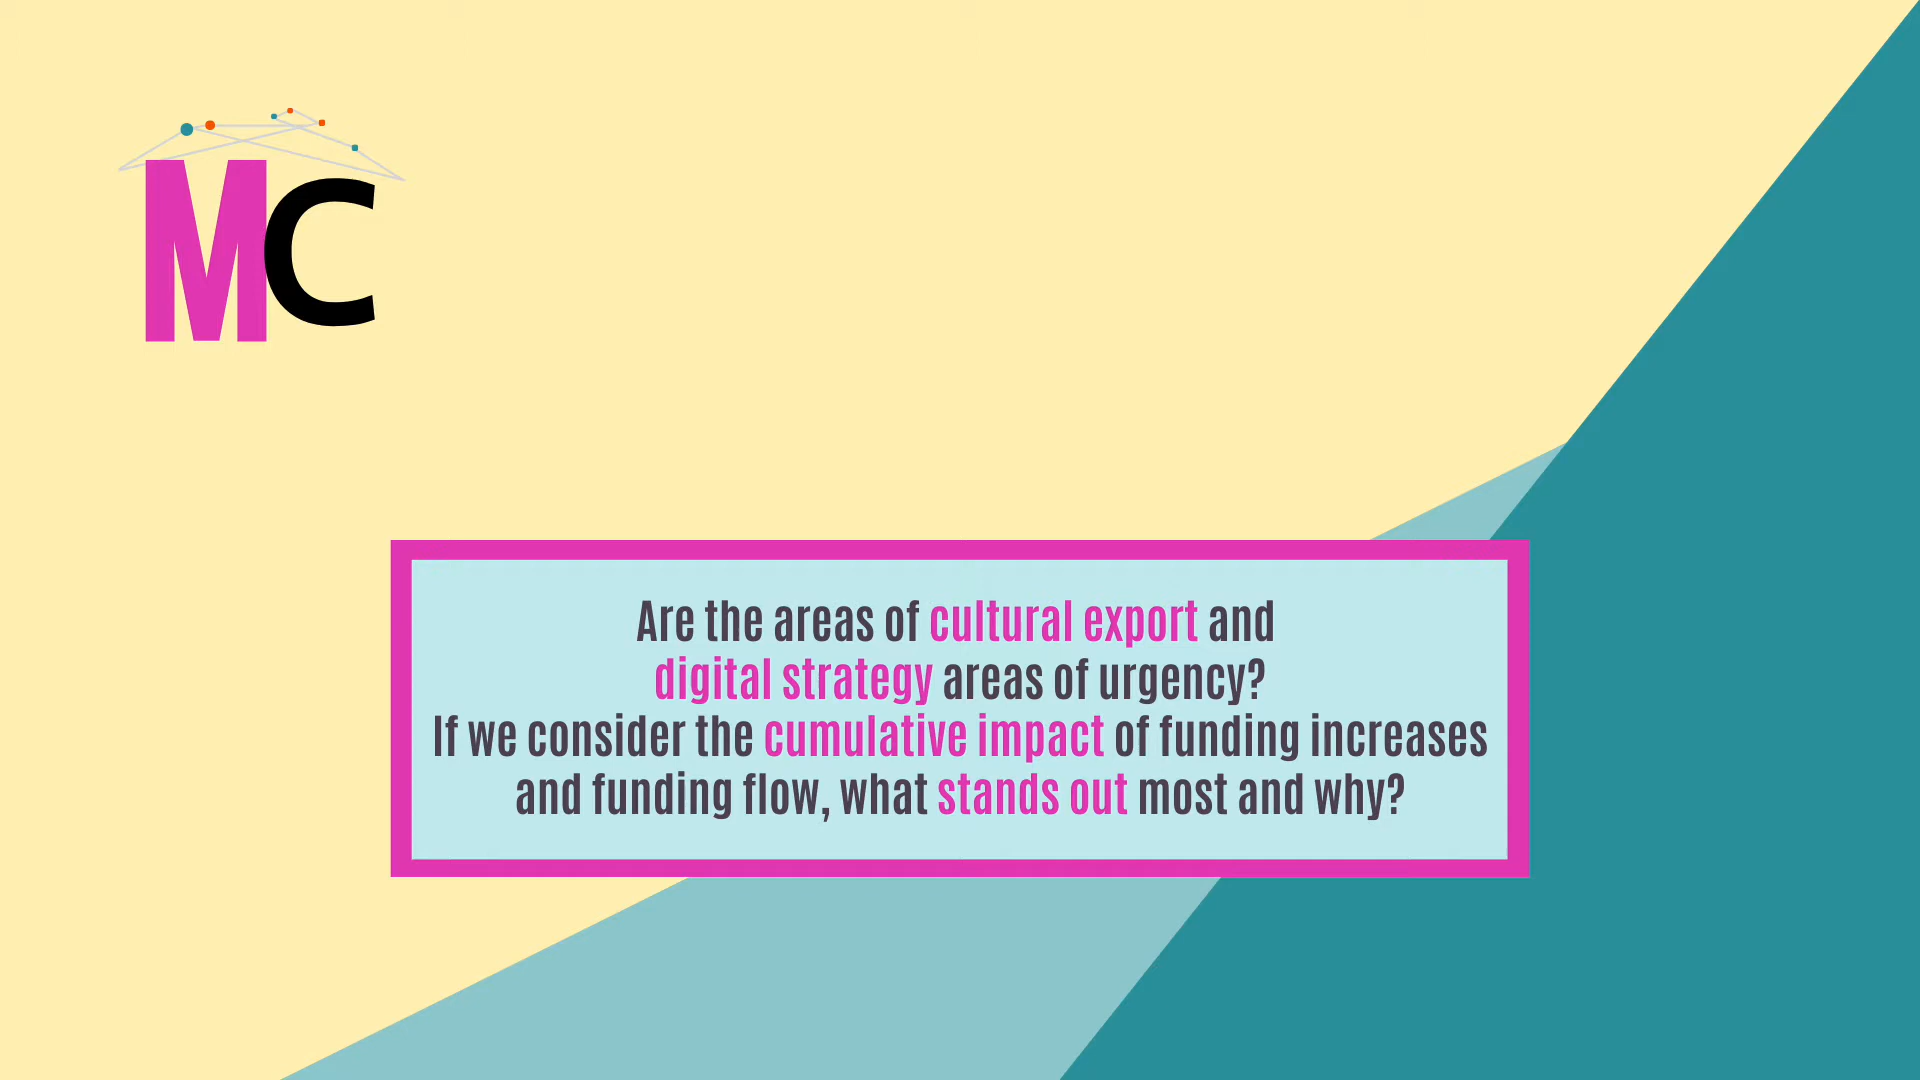 MC
Are the areas of cultural export and
digital strategy areas of urgency?
If we consider the cumulative impact of funding increases
and funding flow, what stands out most and why?